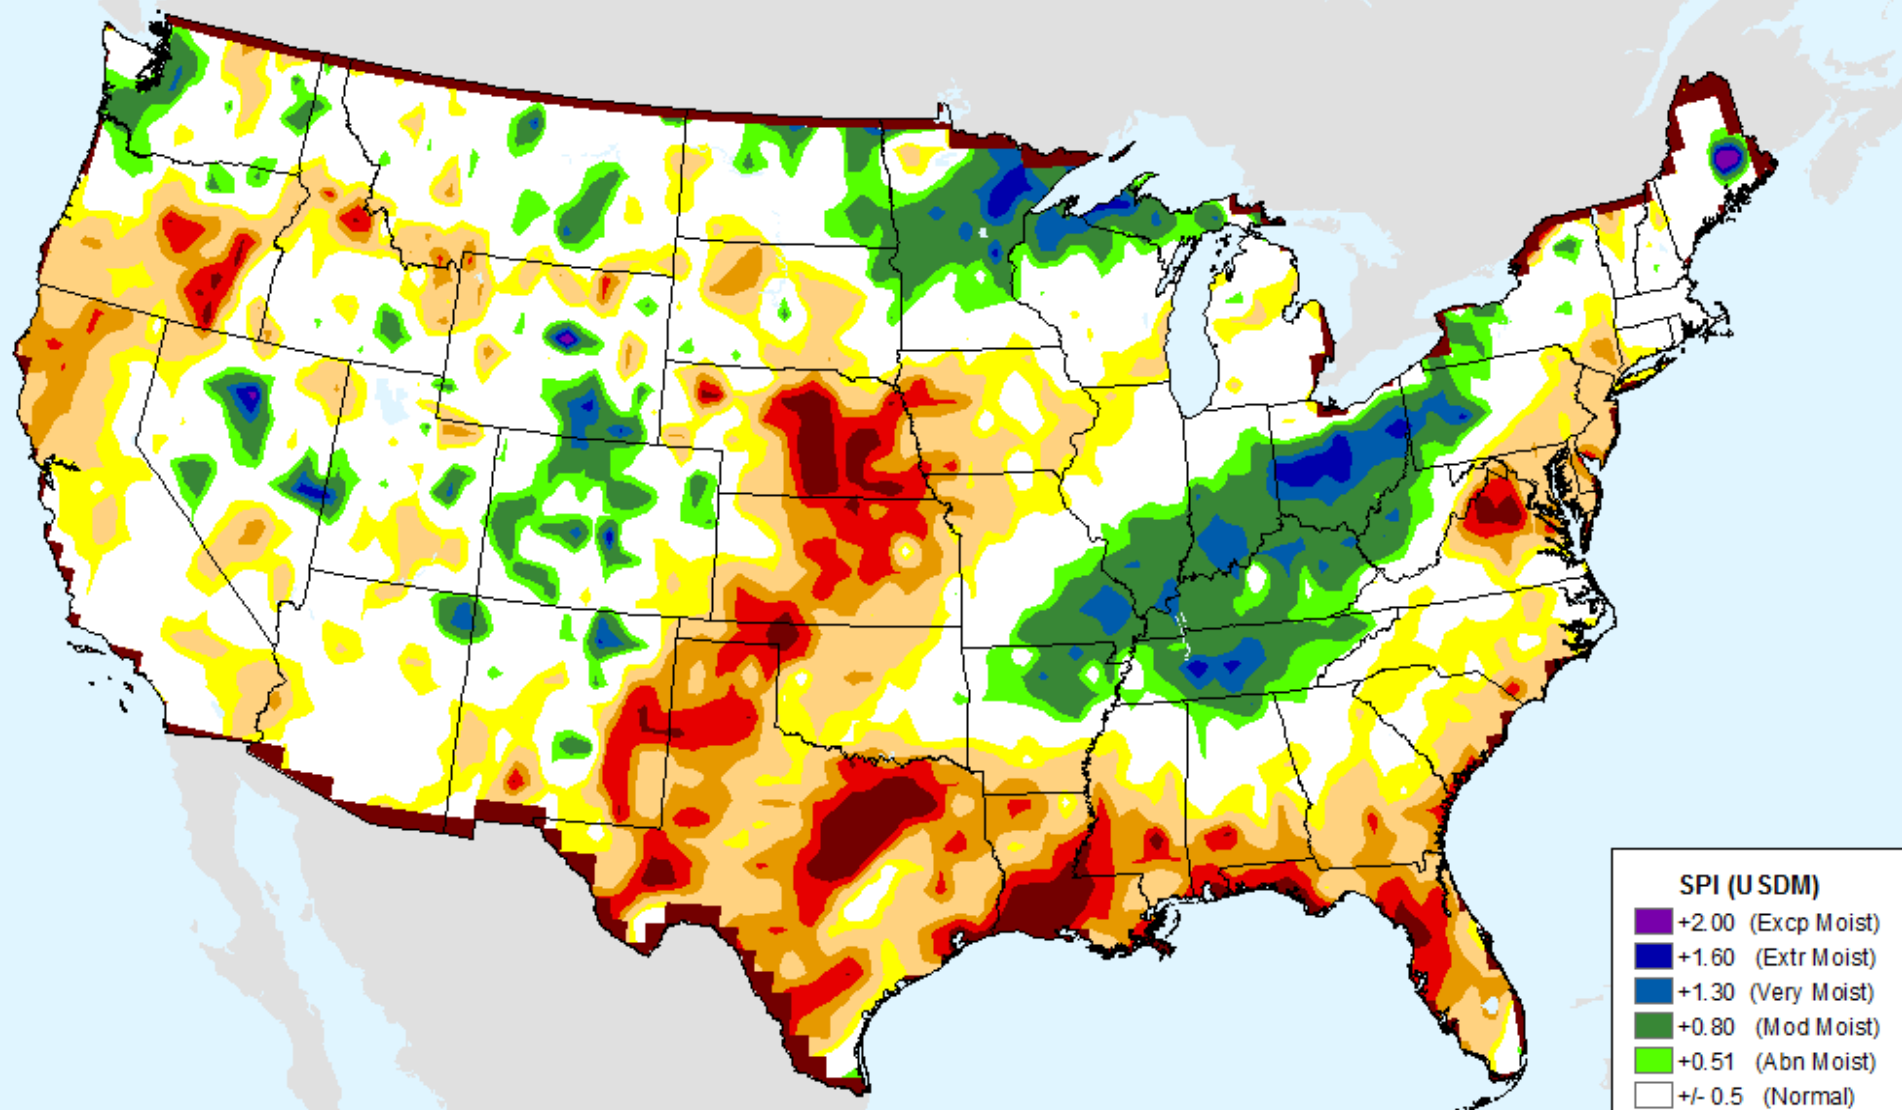 SPI (USDM)
+2.00 (Excp Moist)
+1.60 (Extr Moist)
+1.30 (Very Moist)
+0.80 (Mod Moist)
+0.51 (Abn Moist)
+/- 0.5 (Normal)